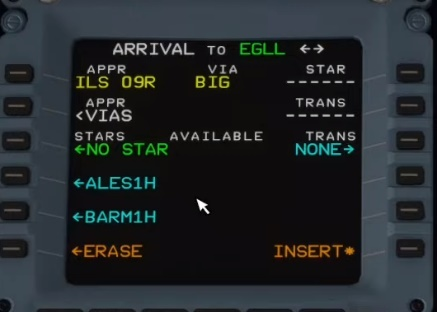 ARRIVAL TO EGLL ←→
APPR VIA STAR
ILS 09R BIG ------
APPR TRANS
<VIAS ------
STARS AVAILABLE TRANS
←NO STAR NONE→
←ALES1H
←BARM1H
←ERASE INSERT*